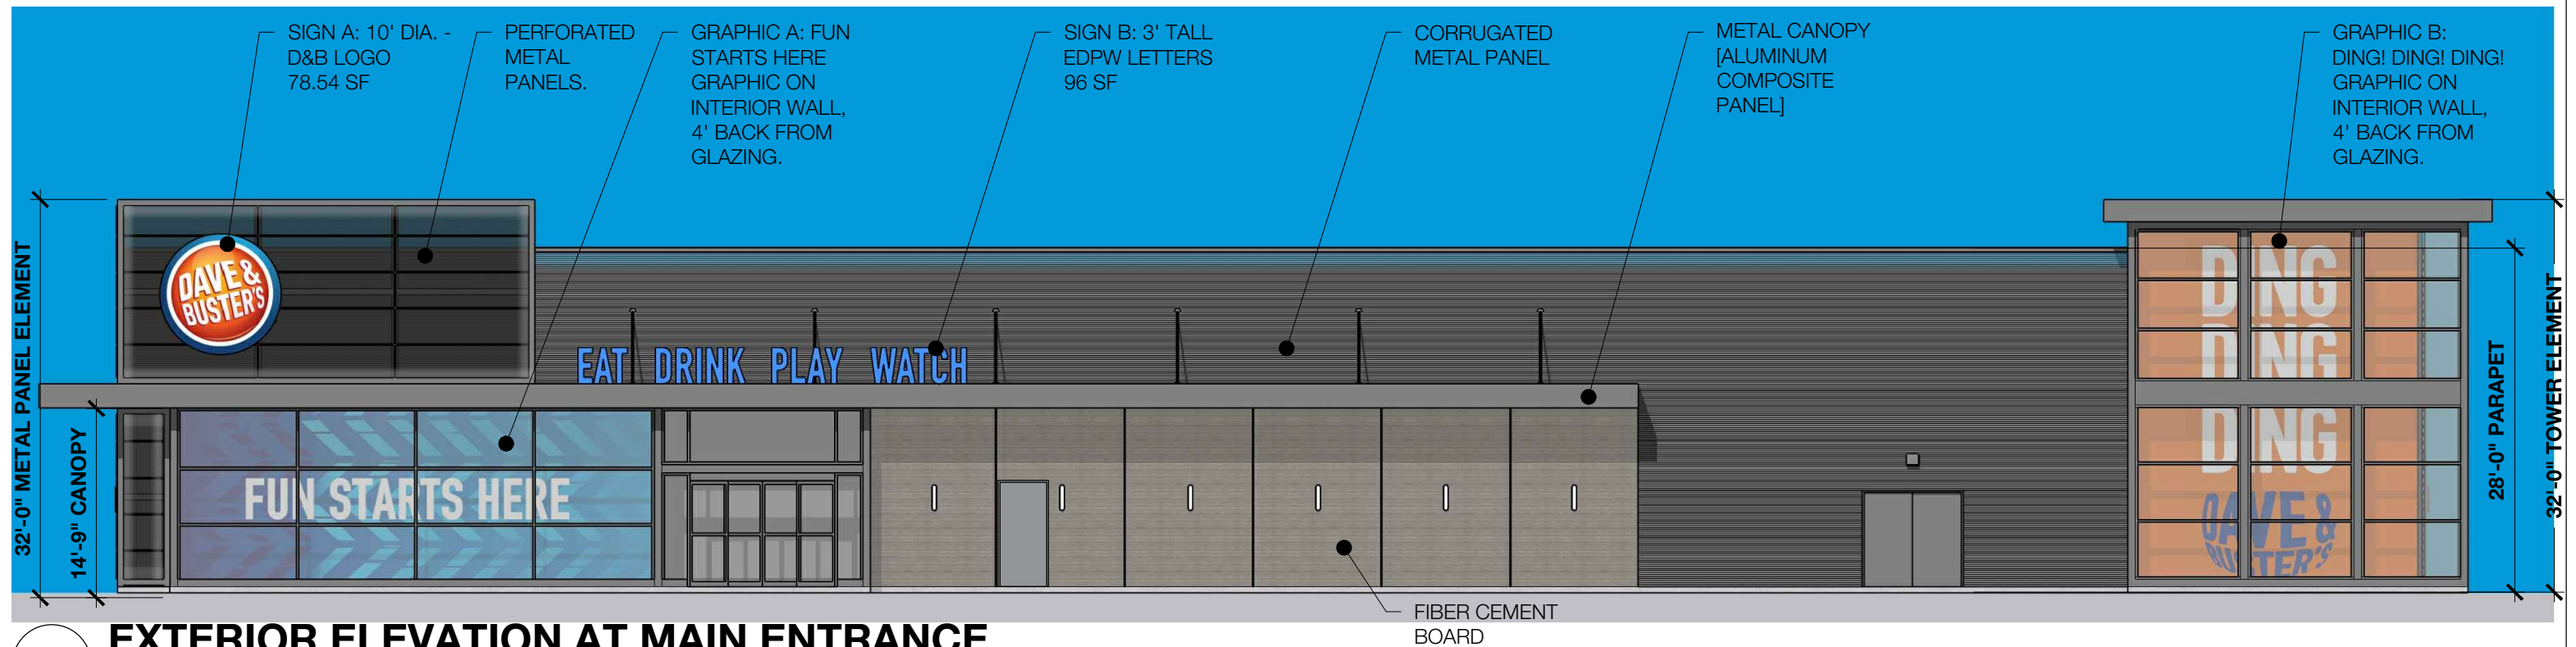 SIGN A: 10' DIA. -
D&B LOGO
78.54 SF
PERFORATED
METAL
PANELS.
GRAPHIC A: FUN
STARTS HERE
GRAPHIC ON
INTERIOR WALL,
4' BACK FROM
GLAZING.
SIGN B: 3' TALL
EDPW LETTERS
96 SF
CORRUGATED
METAL PANEL
METAL CANOPY
[ALUMINUM
COMPOSITE
PANEL]
GRAPHIC B:
DING! DING! DING!
GRAPHIC ON
INTERIOR WALL,
4' BACK FROM
GLAZING.
32'-0" METAL PANEL ELEMENT
14'-9" CANOPY
DAVE &
BUSTER'S
EAT DRINK PLAY WATCH
FUN STARTS HERE
DING
DING
DING
DAVE &
BUSTER'S
28'-0" PARAPET
32'-0" TOWER ELEMENT
FIBER CEMENT
BOARD
EXTERIOR ELEVATION AT MAIN ENTRANCE